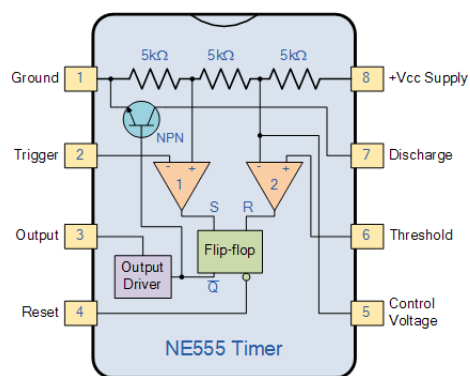 5kΩ 5kΩ 5kΩ
Ground 1
8 +Vcc Supply
NPN
Trigger 2
7 Discharge
- +
1
- +
2
S R
Output 3
6 Threshold
Flip-flop
Output
Driver
Q̅
Reset 4
5 Control
Voltage
NE555 Timer